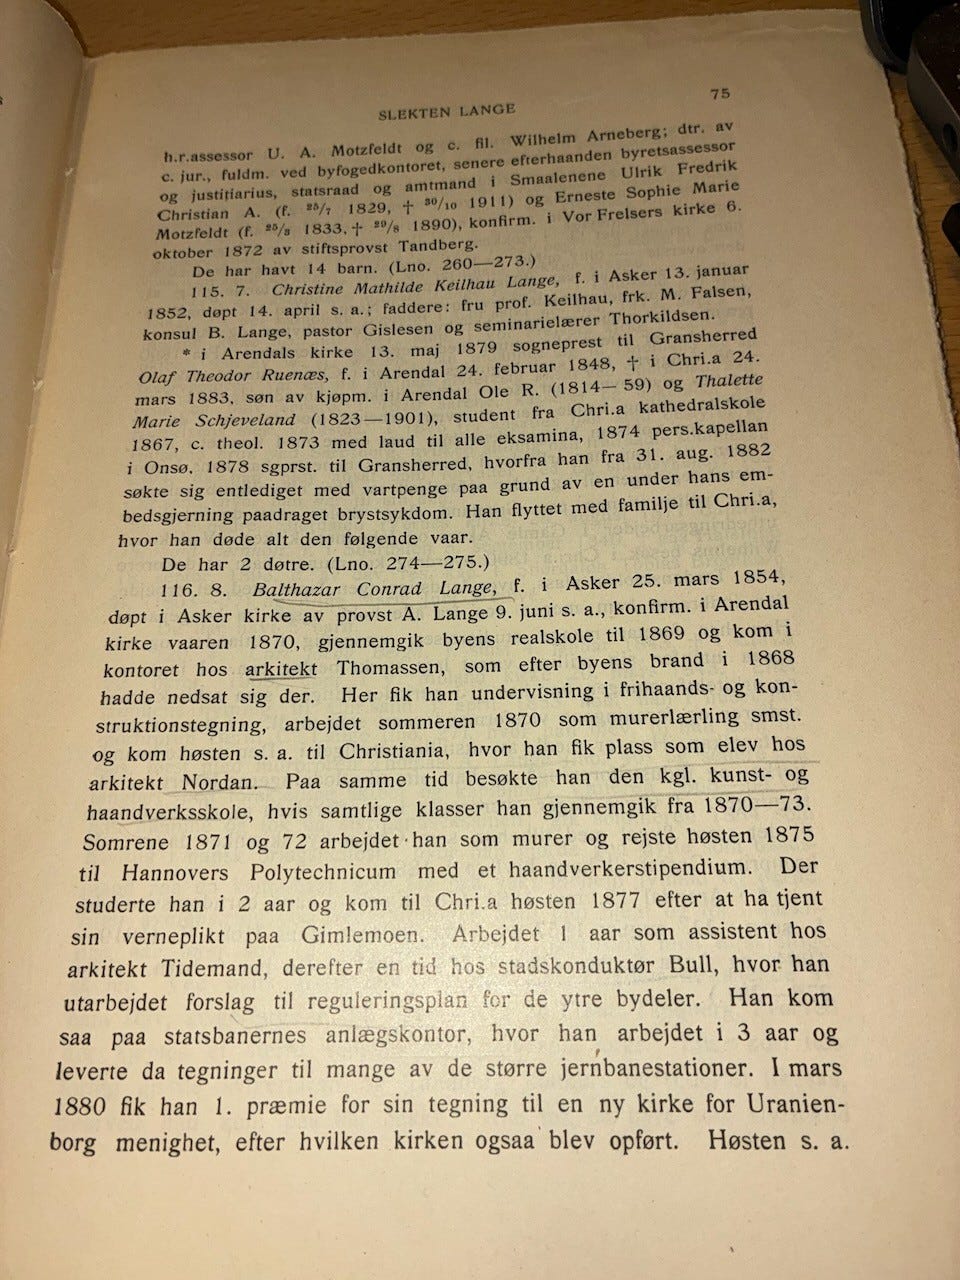 SLEKTEN LANGE 75
h.r.assessor U. A. Motzfeldt og c. fil. Wilhelm Arneberg; dtr. av
c. jur., fuldm. ved byfogedkontoret, senere efterhaanden byretsassessor
og justitiarius, statsraad og amtmand i Smaalenene Ulrik Fredrik
Christian A. (f. 25/7 1829, † 30/10 1911) og Erneste Sophie Marie
Motzfeldt (f. 25/3 1833, † 29/8 1890), konfirm. i Vor Frelsers kirke 6.
oktober 1872 av stiftsprovst Tandberg.
De har havt 14 barn. (Lno. 260—273.)
115. 7. Christine Mathilde Keilhau Lange, f. i Asker 13. januar
1852, døpt 14. april s. a.; faddere: fru prof. Keilhau, frk. M. Falsen,
konsul B. Lange, pastor Gislesen og seminarielærer Thorkildsen.
* i Arendals kirke 13. maj 1879 sogneprest til Gransherred
Olaf Theodor Ruenæs, f. i Arendal 24. februar 1848, † i Chri.a 24.
mars 1883, søn av kjøpm. i Arendal Ole R. (1814—59) og Thalette
Marie Schjeveland (1823—1901), student fra Chri.a kathedralskole
1867, c. theol. 1873 med laud til alle eksamina, 1874 pers.kapellan
i Onsø, 1878 sgprst. til Gransherred, hvorfra han fra 31. aug. 1882
søkte sig entlediget med vartpenge paa grund av en under hans em-
bedsgjerning paadraget brystsykdom. Han flyttet med familje til Chri.a,
hvor han døde alt den følgende vaar.
De har 2 døtre. (Lno. 274—275.)
116. 8. Balthazar Conrad Lange, f. i Asker 25. mars 1854,
døpt i Asker kirke av provst A. Lange 9. juni s. a., konfirm. i Arendal
kirke vaaren 1870, gjennemgik byens realskole til 1869 og kom i
kontoret hos arkitekt Thomassen, som efter byens brand i 1868
hadde nedsat sig der. Her fik han undervisning i frihaands- og kon-
struktionstegning, arbejdet sommeren 1870 som murerlærling smst.
og kom høsten s. a. til Christiania, hvor han fik plass som elev hos
arkitekt Nordan. Paa samme tid besøkte han den kgl. kunst- og
haandverksskole, hvis samtlige klasser han gjennemgik fra 1870—73.
Somrene 1871 og 72 arbejdet han som murer og rejste høsten 1875
til Hannovers Polytechnicum med et haandverkerstipendium. Der
studerte han i 2 aar og kom til Chri.a høsten 1877 efter at ha tjent
sin verneplikt paa Gimlemoen. Arbejdet 1 aar som assistent hos
arkitekt Tidemand, derefter en tid hos stadskonduktør Bull, hvor han
utarbejdet forslag til reguleringsplan for de ytre bydeler. Han kom
saa paa statsbanernes anlægskontor, hvor han arbejdet i 3 aar og
leverte da tegninger til mange av de større jernbanestationer. I mars
1880 fik han 1. præmie for sin tegning til en ny kirke for Uranien-
borg menighet, efter hvilken kirken ogsaa blev opført. Høsten s. a.